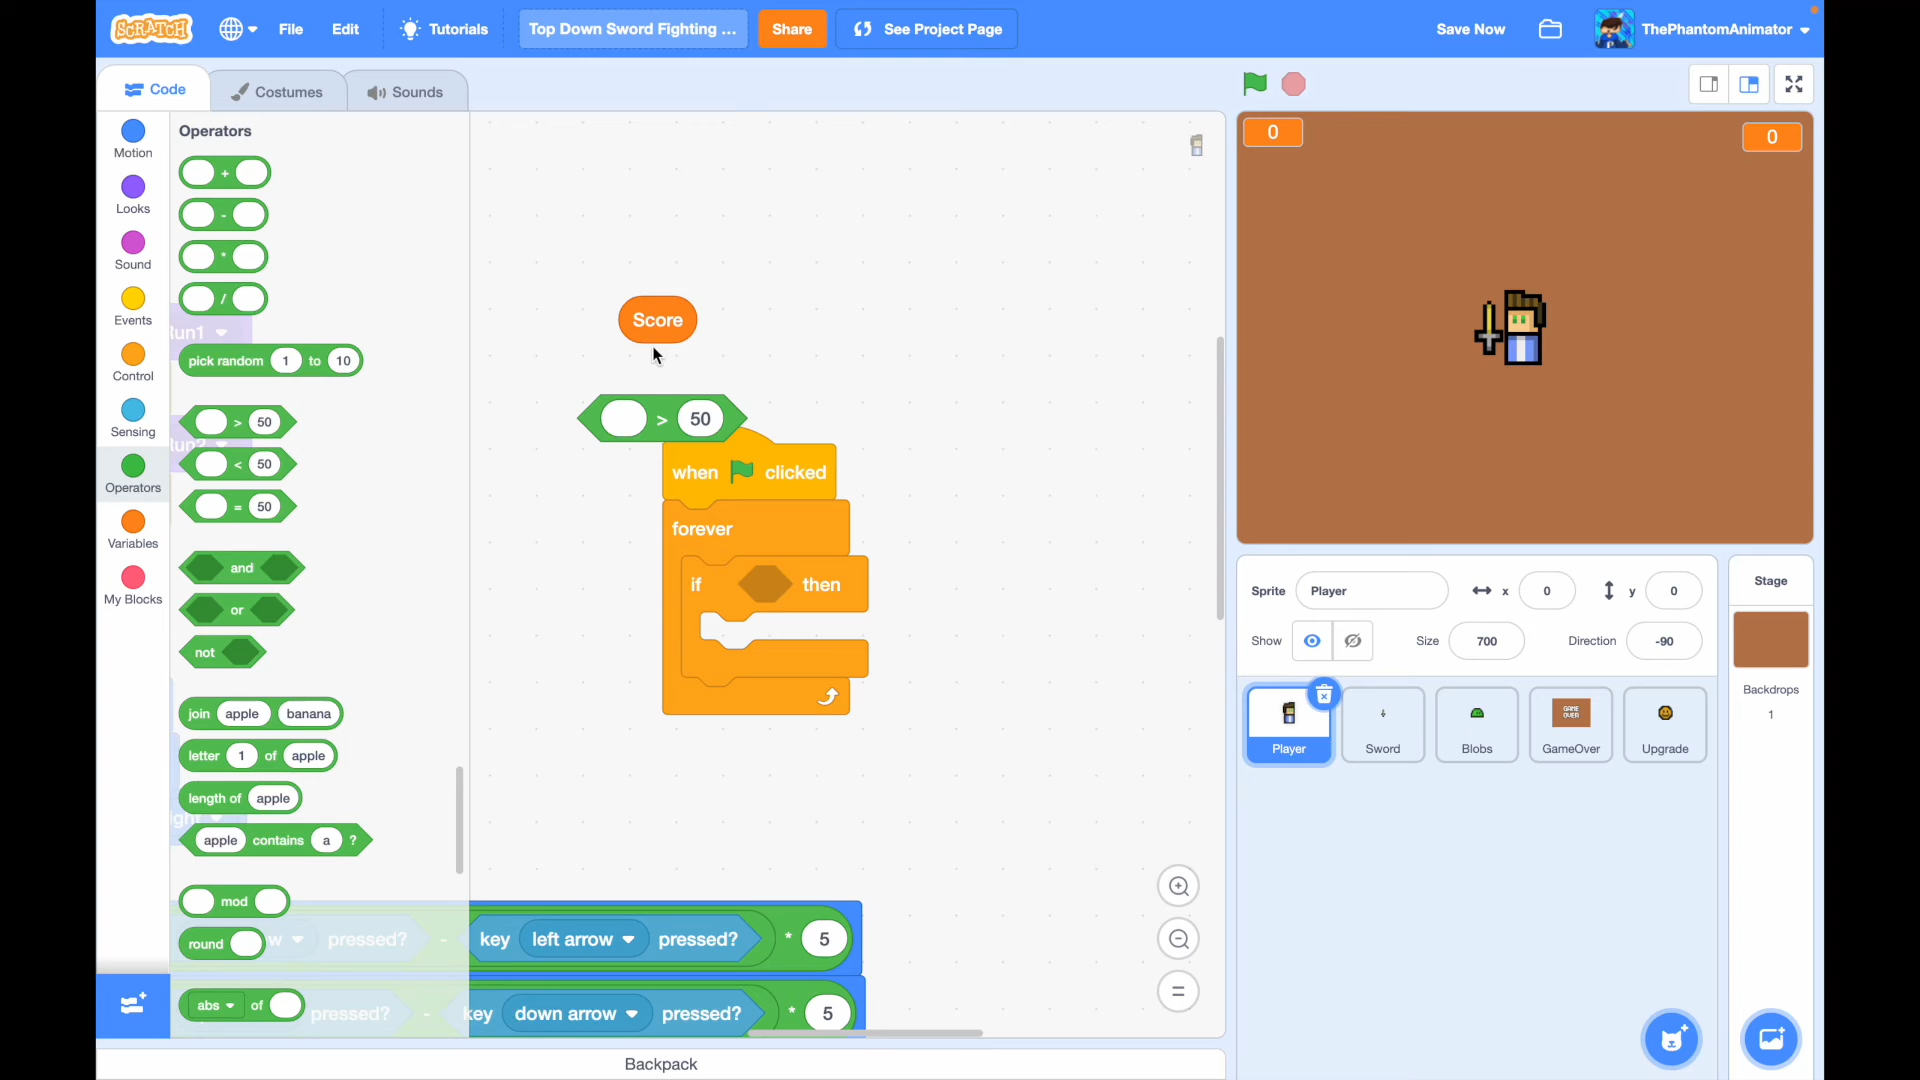 SCRATCH File Edit Tutorials Top Down Sword Fighting ... Share See Project Page Save Now ThePhantomAnimator
Code Costumes Sounds
Motion
Looks
Sound
Events
Control
Sensing
Operators
Variables
My Blocks
Operators
+
-
*
/
Run1
pick random 1 to 10
> 50
Run2
< 50
= 50
and
or
not
join apple banana
letter 1 of apple
length of apple
ight
apple contains a ?
mod
round
abs of
Score
> 50
when clicked
forever
if then
w pressed? - key left arrow pressed? * 5
pressed? - key down arrow pressed? * 5
=
Backpack
0 0
Sprite Player x 0 y 0
Show Size 700 Direction -90
GAME OVER
Player Sword Blobs GameOver Upgrade
Stage
Backdrops
1